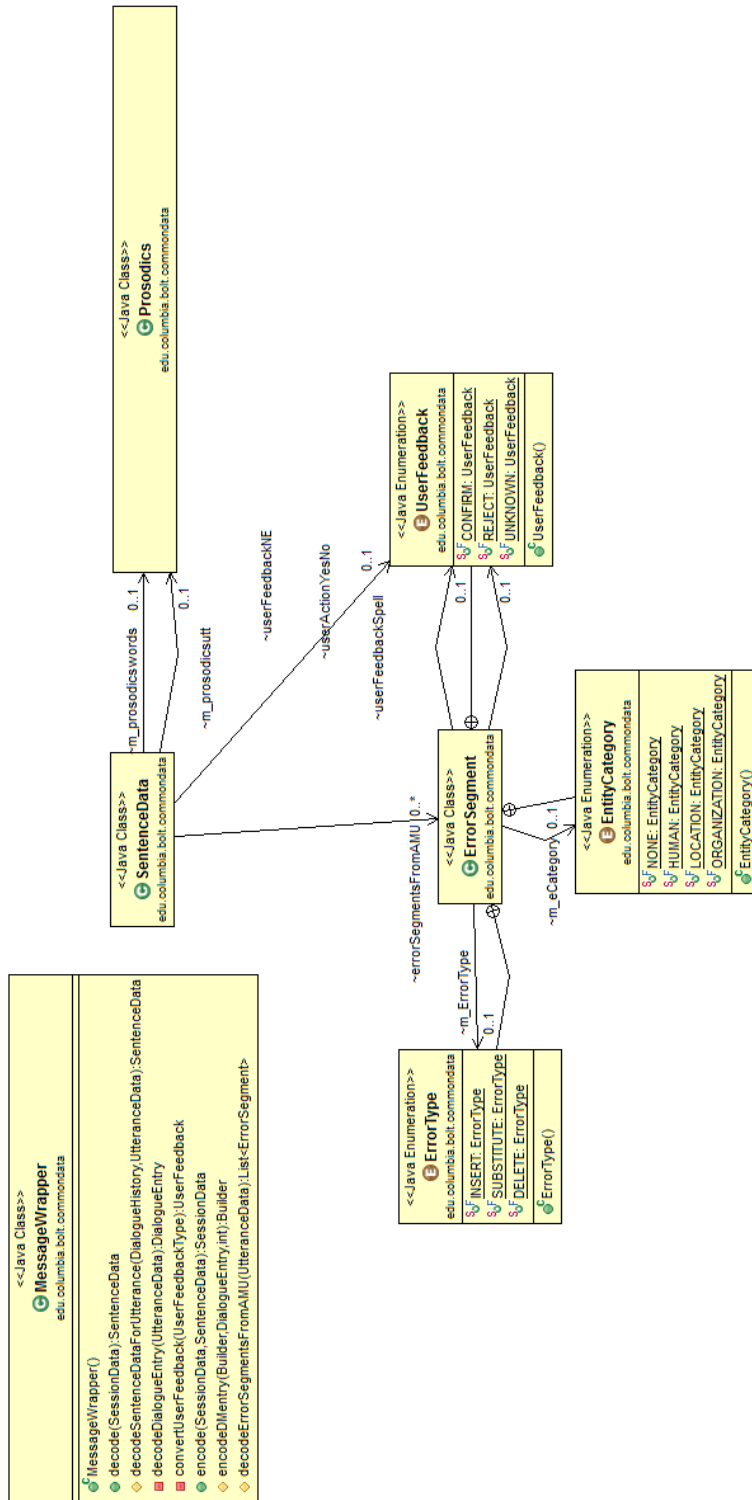 <<Java Class>>
MessageWrapper
edu.columbia.bolt.commondata
MessageWrapper()
decode(SessionData):SentenceData
decodeSentenceDataForUtterance(DialogueHistory,UtteranceData):SentenceData
decodeDialogueEntry(UtteranceData):DialogueEntry
convertUserFeedback(UserFeedbackType):UserFeedback
encode(SessionData,SentenceData):SessionData
encodeDMentry(Builder,DialogueEntry,int):Builder
decodeErrorSegmentsFromAMU(UtteranceData):List<ErrorSegment>
<<Java Class>>
SentenceData
edu.columbia.bolt.commondata
~m_prosodicswords
0..1
~m_prosodicsutt
0..1
<<Java Class>>
Prosodics
edu.columbia.bolt.commondata
~userFeedbackNE
~userActionYesNo
0..1
~userFeedbackSpell
~errorSegmentsFromAMU
0..*
<<Java Enumeration>>
ErrorType
edu.columbia.bolt.commondata
INSERT: ErrorType
SUBSTITUTE: ErrorType
DELETE: ErrorType
ErrorType()
~m_ErrorType
0..1
<<Java Class>>
ErrorSegment
edu.columbia.bolt.commondata
0..1
0..1
<<Java Enumeration>>
UserFeedback
edu.columbia.bolt.commondata
CONFIRM: UserFeedback
REJECT: UserFeedback
UNKNOWN: UserFeedback
UserFeedback()
~m_eCategory
0..1
<<Java Enumeration>>
EntityCategory
edu.columbia.bolt.commondata
NONE: EntityCategory
HUMAN: EntityCategory
LOCATION: EntityCategory
ORGANIZATION: EntityCategory
EntityCategory()